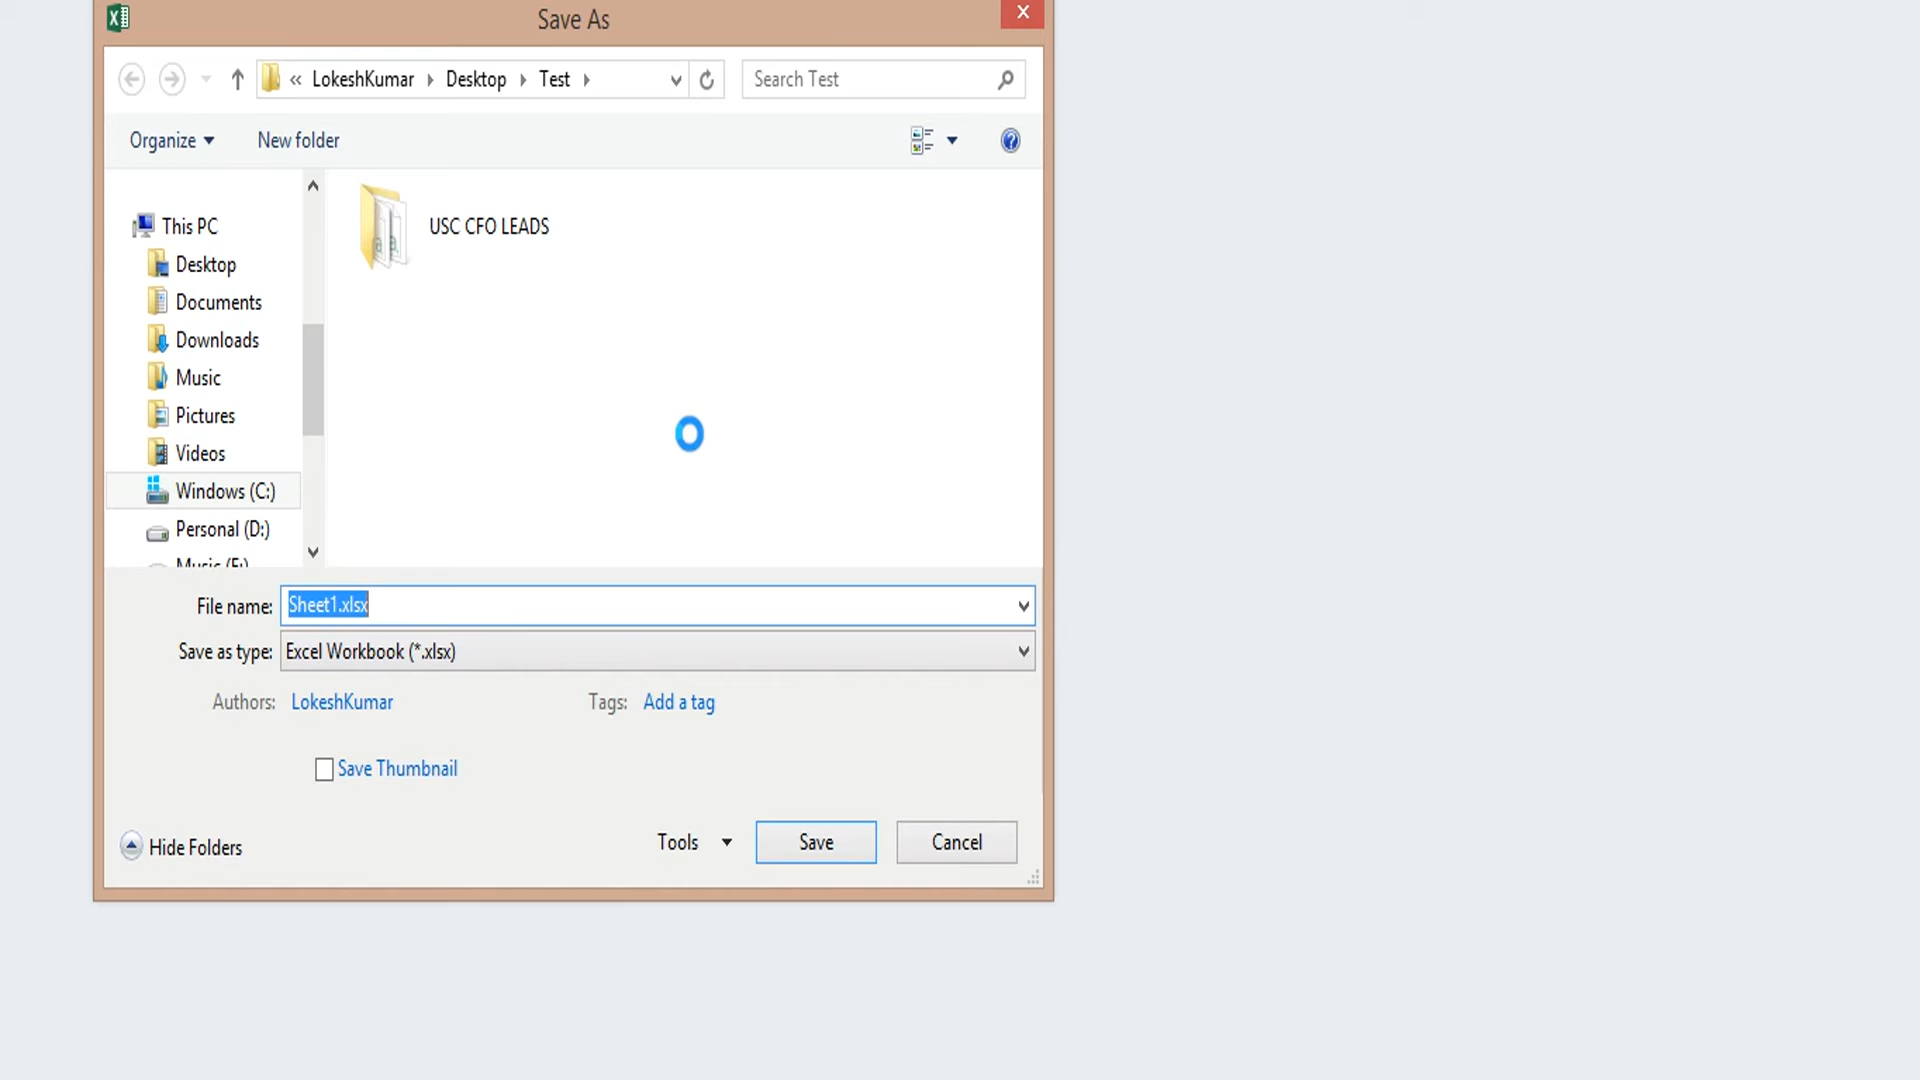 Save As
« LokeshKumar Desktop Test
Search Test
Organize
New folder
This PC
Desktop
Documents
Downloads
Music
Pictures
Videos
Windows (C:)
Personal (D:)
USC CFO LEADS
File name: Sheet1.xlsx
Save as type: Excel Workbook (*.xlsx)
Authors: LokeshKumar
Tags: Add a tag
Save Thumbnail
Hide Folders
Tools
Save
Cancel